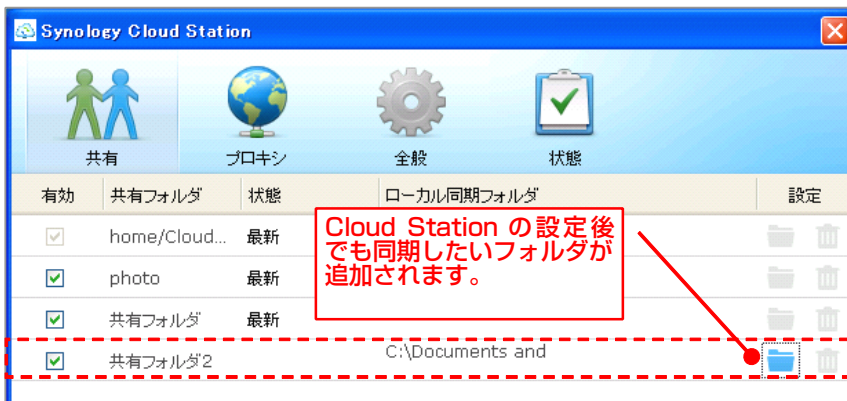 Synology Cloud Station
共有 プロキシ 全般 状態
有効 共有フォルダ 状態 ローカル同期フォルダ 設定
home/Cloud... 最新
photo 最新
共有フォルダ 最新
共有フォルダ2 C:\Documents and
Cloud Station の設定後
でも同期したいフォルダが
追加されます。